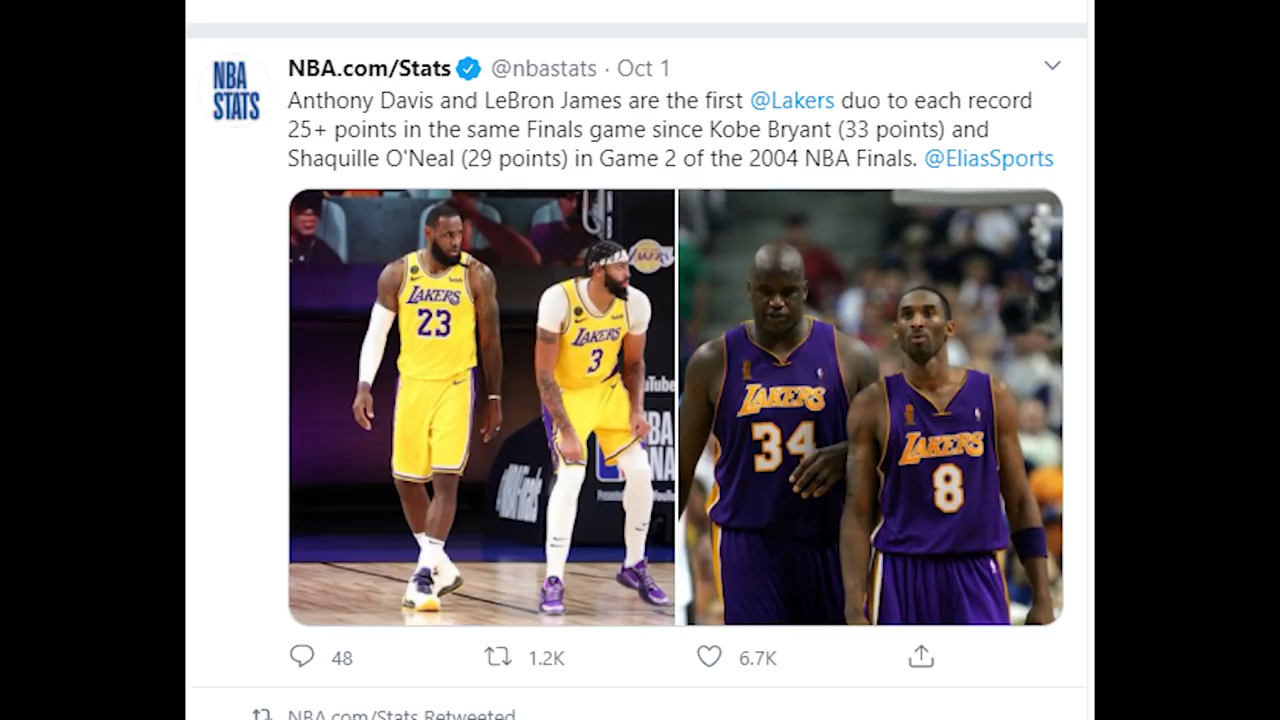 NBA
STATS
NBA.com/Stats @nbastats · Oct 1
Anthony Davis and LeBron James are the first @Lakers duo to each record
25+ points in the same Finals game since Kobe Bryant (33 points) and
Shaquille O'Neal (29 points) in Game 2 of the 2004 NBA Finals. @EliasSports
LAKERS
LAKERS
23
LAKERS
3
LAKERS
34
LAKERS
8
48
1.2K
6.7K
NBA.com/Stats Retweeted